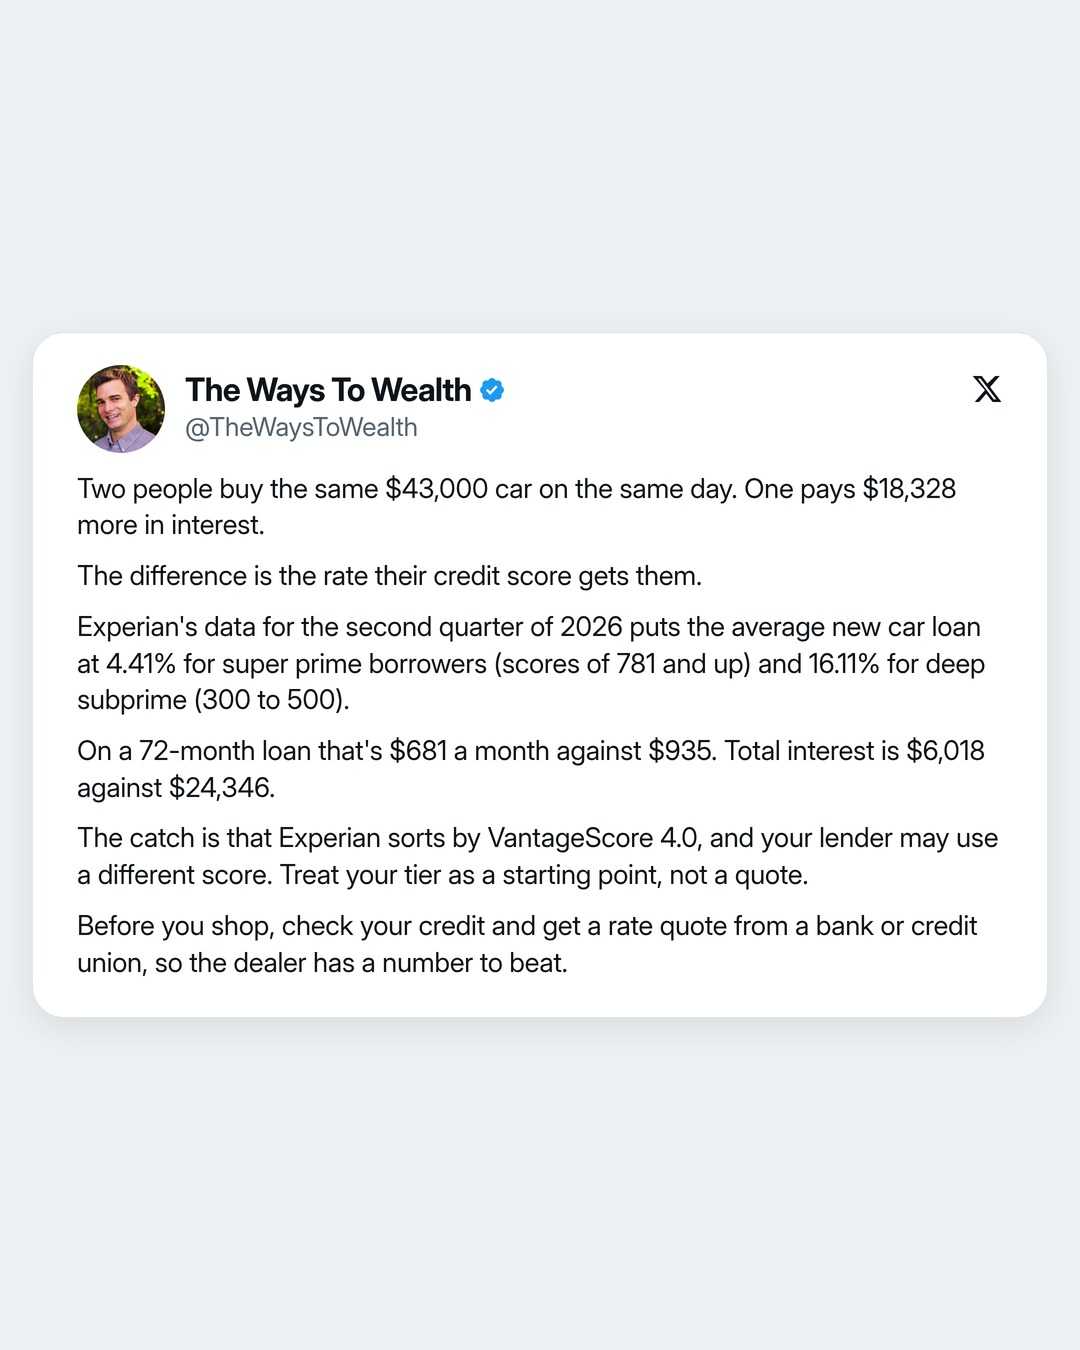 The Ways To Wealth
@TheWaysToWealth
Two people buy the same $43,000 car on the same day. One pays $18,328
more in interest.
The difference is the rate their credit score gets them.
Experian's data for the second quarter of 2026 puts the average new car loan
at 4.41% for super prime borrowers (scores of 781 and up) and 16.11% for deep
subprime (300 to 500).
On a 72-month loan that's $681 a month against $935. Total interest is $6,018
against $24,346.
The catch is that Experian sorts by VantageScore 4.0, and your lender may use
a different score. Treat your tier as a starting point, not a quote.
Before you shop, check your credit and get a rate quote from a bank or credit
union, so the dealer has a number to beat.